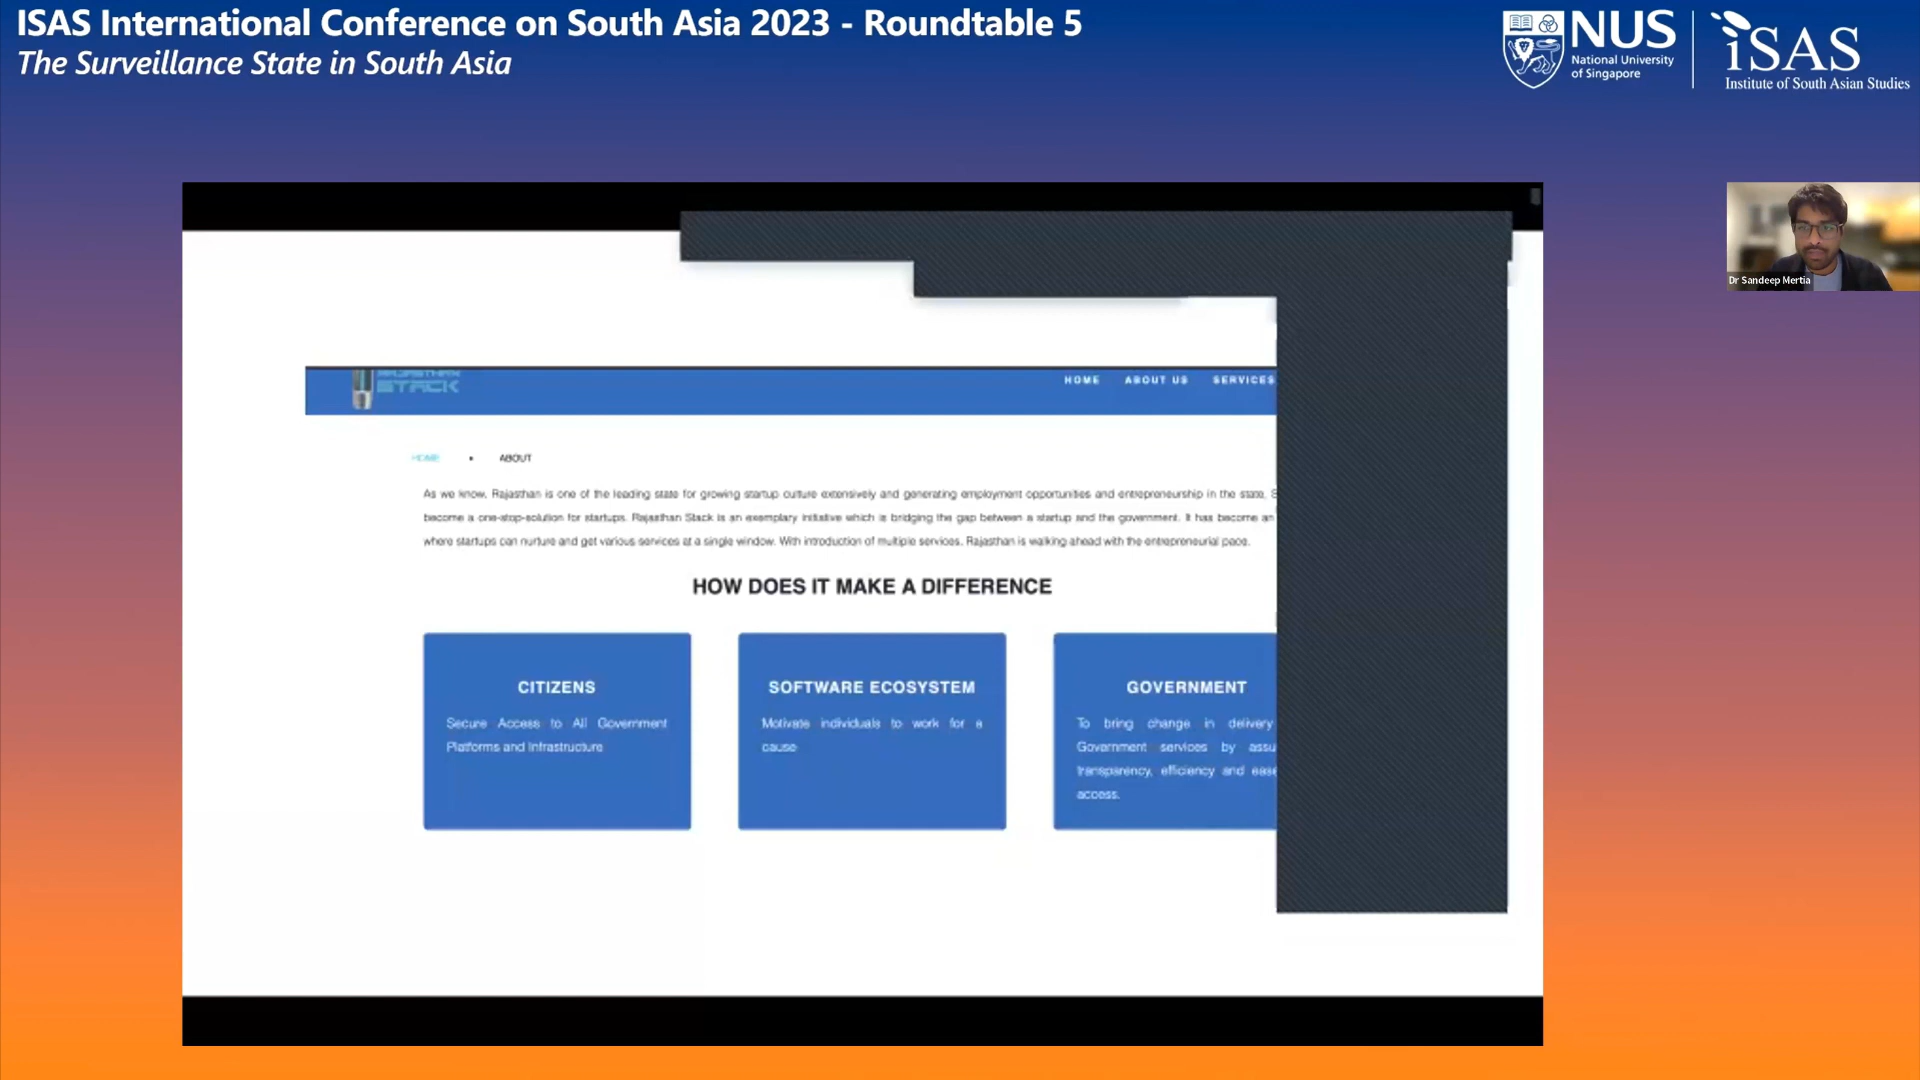 ISAS International Conference on South Asia 2023 - Roundtable 5
The Surveillance State in South Asia
NUS
National University
of Singapore
iSAS
Institute of South Asian Studies
Dr Sandeep Mertia
STACK
HOME ABOUT US SERVICES
HOME • ABOUT
As we know, Rajasthan is one of the leading state for growing startup culture extensively and generating employment opportunities and entrepreneurship in the state,
become a one-stop-solution for startups. Rajasthan Stack is an exemplary initiative which is bridging the gap between a startup and the government. It has become an
where startups can nurture and get various services at a single window. With introduction of multiple services, Rajasthan is walking ahead with the entrepreneurial pace.
HOW DOES IT MAKE A DIFFERENCE
CITIZENS
Secure Access to All Government
Platforms and Infrastructure
SOFTWARE ECOSYSTEM
Motivate individuals to work for a
cause
GOVERNMENT
To bring change in delivery
Government services by
transparency, efficiency and
access.